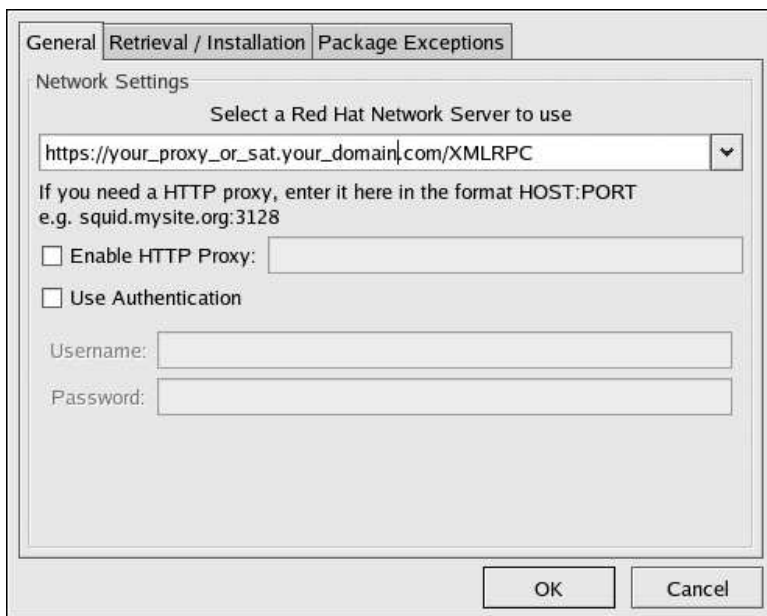 General Retrieval / Installation Package Exceptions
Network Settings
Select a Red Hat Network Server to use
https://your_proxy_or_sat.your_domain.com/XMLRPC
If you need a HTTP proxy, enter it here in the format HOST:PORT
e.g. squid.mysite.org:3128
Enable HTTP Proxy:
Use Authentication
Username:
Password:
OK Cancel